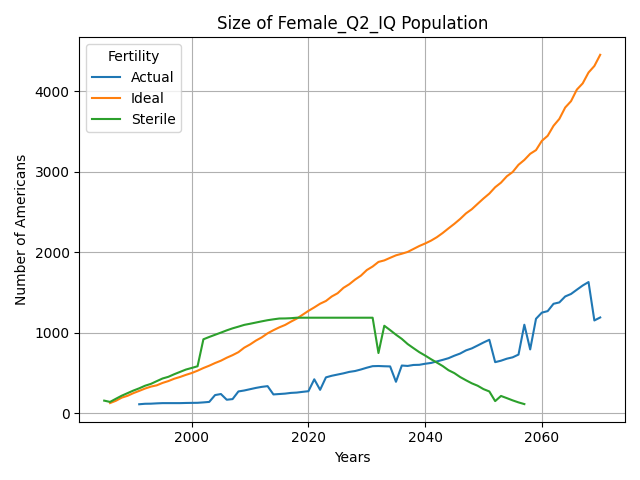 Size of Female_Q2_IQ Population
Fertility
Actual
Ideal
Sterile
Number of Americans
4000
3000
2000
1000
0
2000
2020
2040
2060
Years